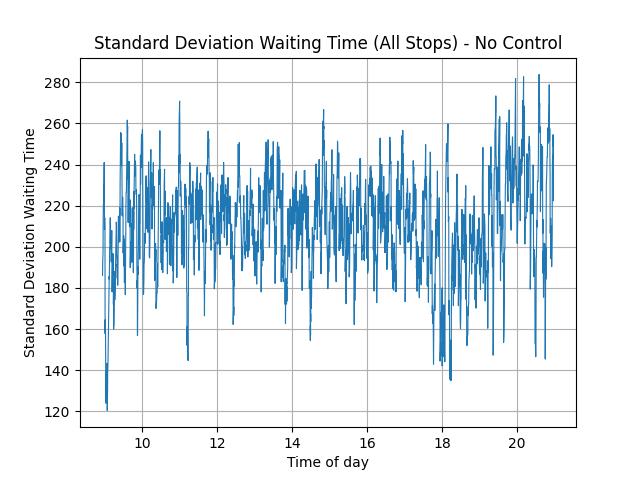 Standard Deviation Waiting Time (All Stops) - No Control
Standard Deviation Waiting Time
280
260
240
220
200
180
160
140
120
10 12 14 16 18 20
Time of day